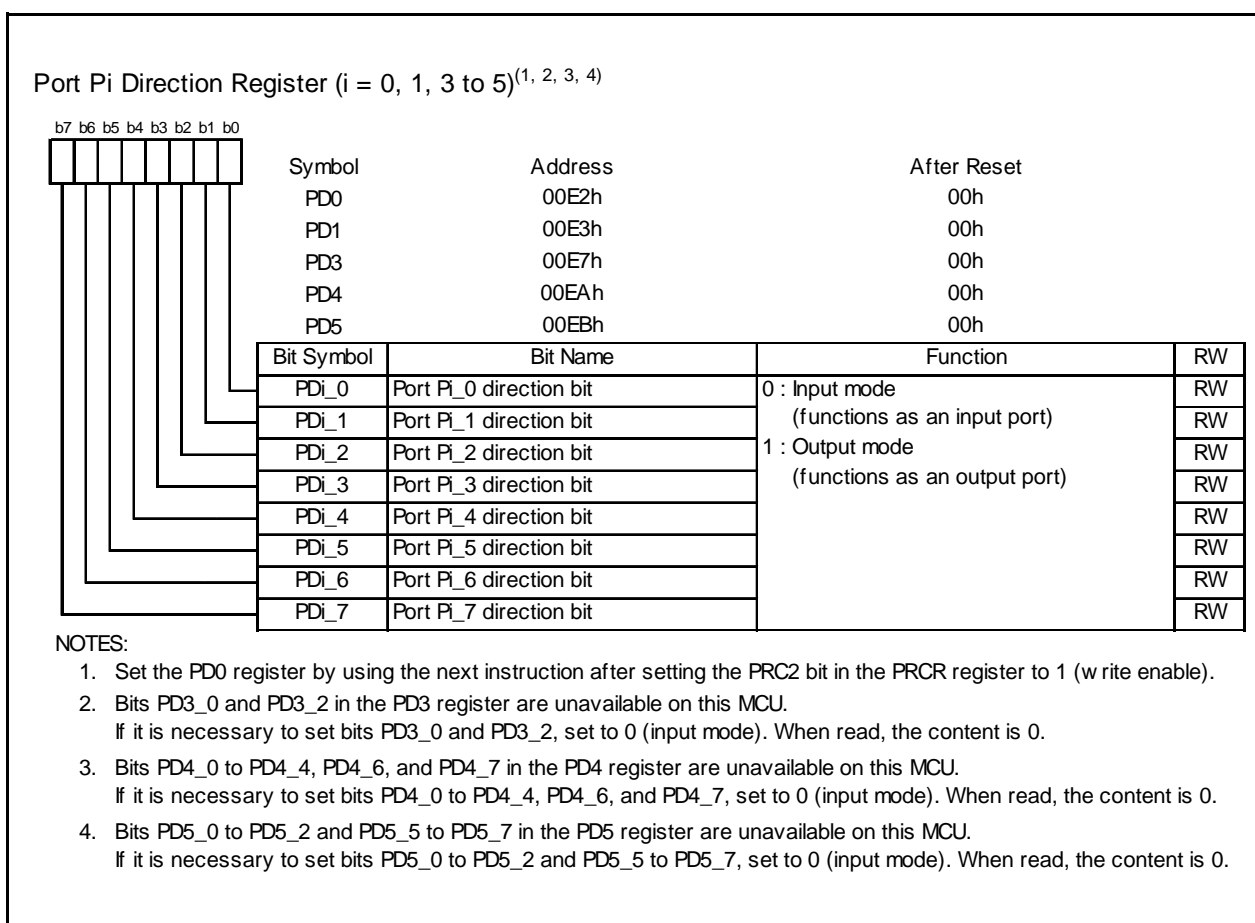 Port Pi Direction Register (i = 0, 1, 3 to 5)(1, 2, 3, 4)
b7 b6 b5 b4 b3 b2 b1 b0
Symbol Address After Reset
PD0 00E2h 00h
PD1 00E3h 00h
PD3 00E7h 00h
PD4 00EAh 00h
PD5 00EBh 00h
Bit Symbol Bit Name Function RW
PDi_0 Port Pi_0 direction bit 0 : Input mode RW
PDi_1 Port Pi_1 direction bit (functions as an input port) RW
PDi_2 Port Pi_2 direction bit 1 : Output mode RW
PDi_3 Port Pi_3 direction bit (functions as an output port) RW
PDi_4 Port Pi_4 direction bit RW
PDi_5 Port Pi_5 direction bit RW
PDi_6 Port Pi_6 direction bit RW
PDi_7 Port Pi_7 direction bit RW
NOTES:
1. Set the PD0 register by using the next instruction after setting the PRC2 bit in the PRCR register to 1 (w rite enable).
2. Bits PD3_0 and PD3_2 in the PD3 register are unavailable on this MCU.
If it is necessary to set bits PD3_0 and PD3_2, set to 0 (input mode). When read, the content is 0.
3. Bits PD4_0 to PD4_4, PD4_6, and PD4_7 in the PD4 register are unavailable on this MCU.
If it is necessary to set bits PD4_0 to PD4_4, PD4_6, and PD4_7, set to 0 (input mode). When read, the content is 0.
4. Bits PD5_0 to PD5_2 and PD5_5 to PD5_7 in the PD5 register are unavailable on this MCU.
If it is necessary to set bits PD5_0 to PD5_2 and PD5_5 to PD5_7, set to 0 (input mode). When read, the content is 0.